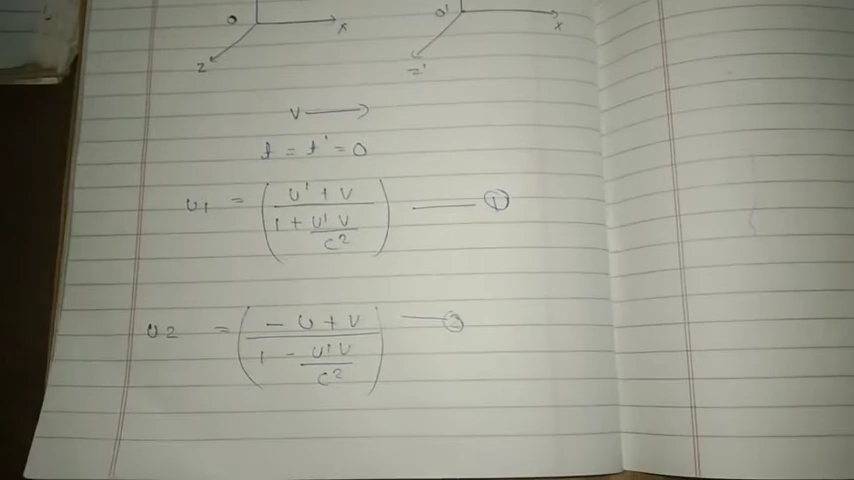 O X O' X
Z Z'
V →
t = t' = 0
u1 = ( u' + v / 1 + u'v/c² ) —— ①
u2 = ( - u + v / 1 - u'v/c² ) —— ②